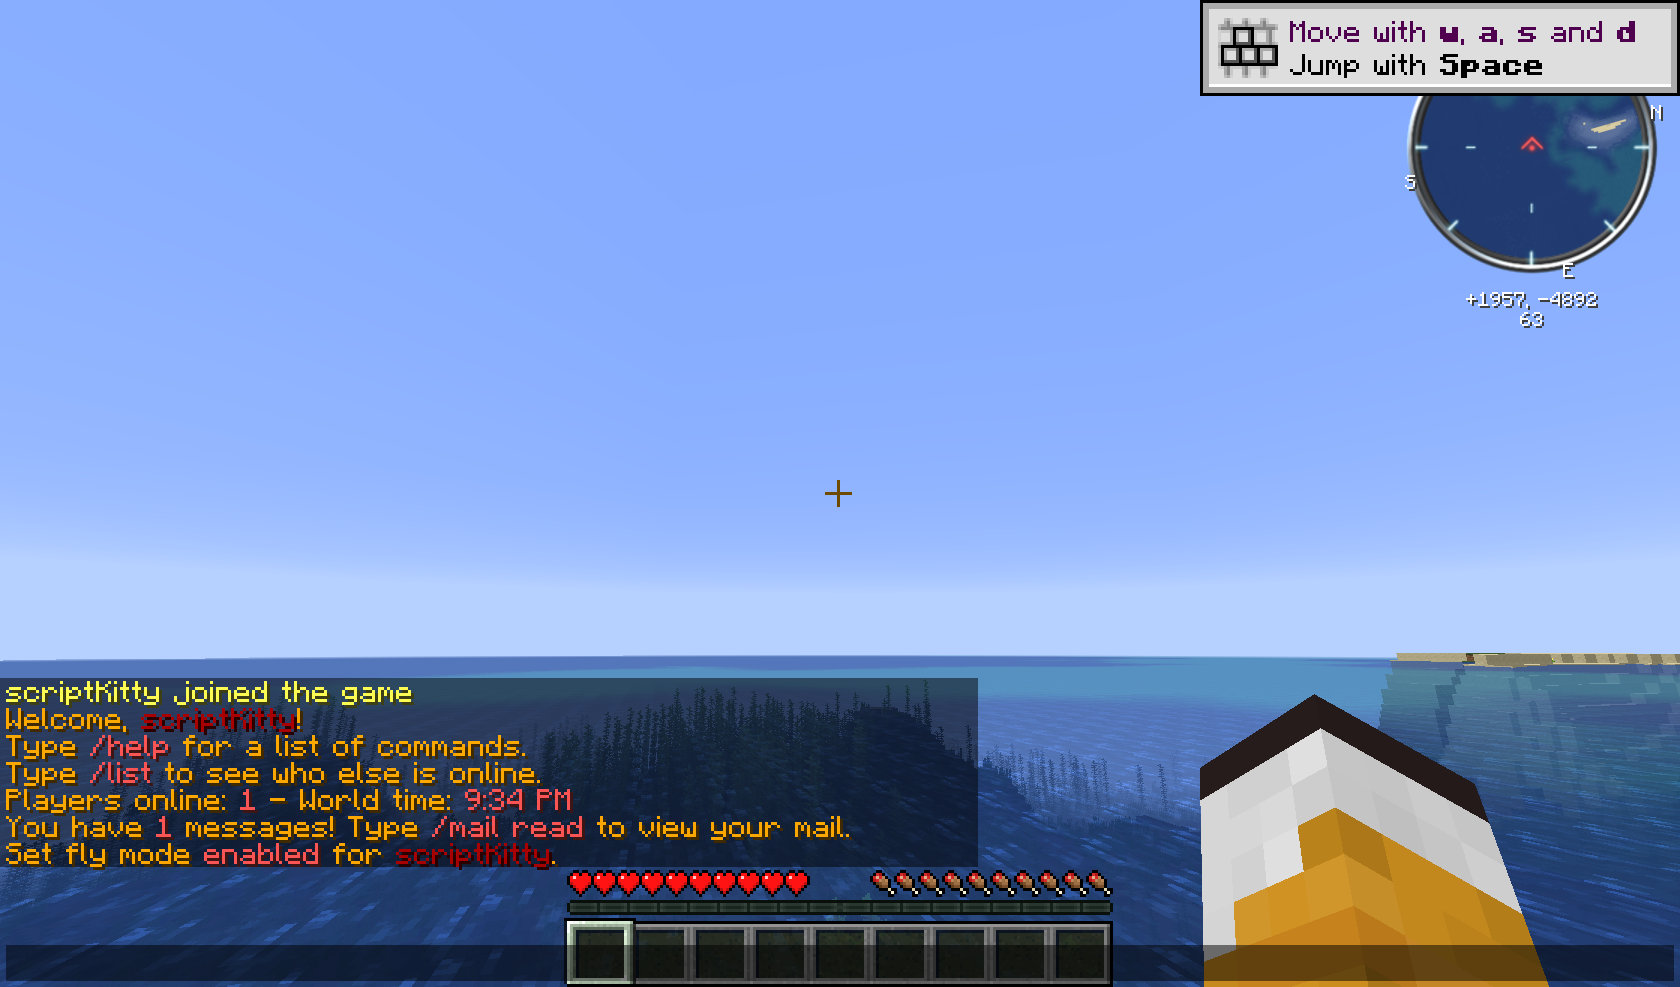 Move with w, a, s and d
Jump with Space
N
S
E
+1957, -4892
63
scriptKitty joined the game
Welcome, scriptKitty!
Type /help for a list of commands.
Type /list to see who else is online.
Players online: 1 - World time: 9:34 PM
You have 1 messages! Type /mail read to view your mail.
Set fly mode enabled for scriptKitty.